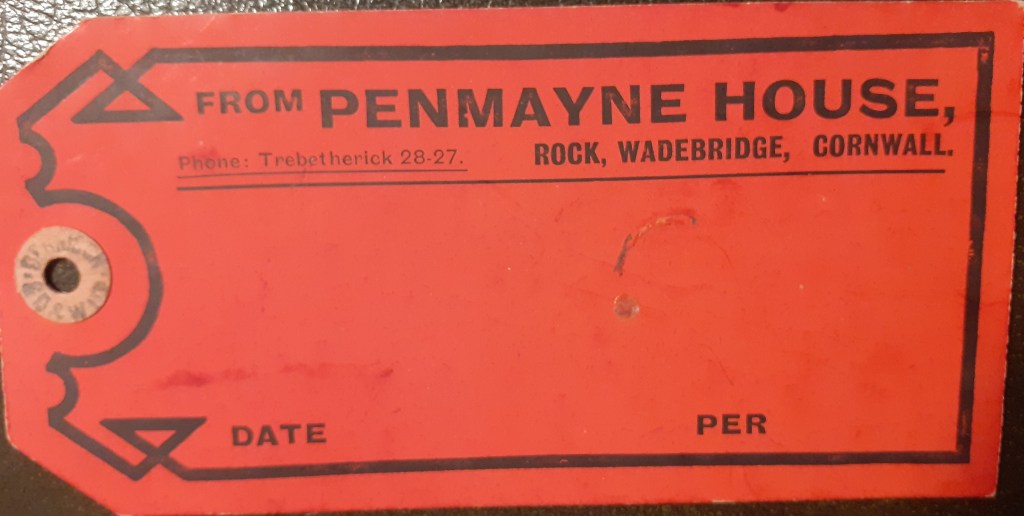 FROM PENMAYNE HOUSE,
Phone: Trebetherick 28-27. ROCK, WADEBRIDGE, CORNWALL.
DATE PER